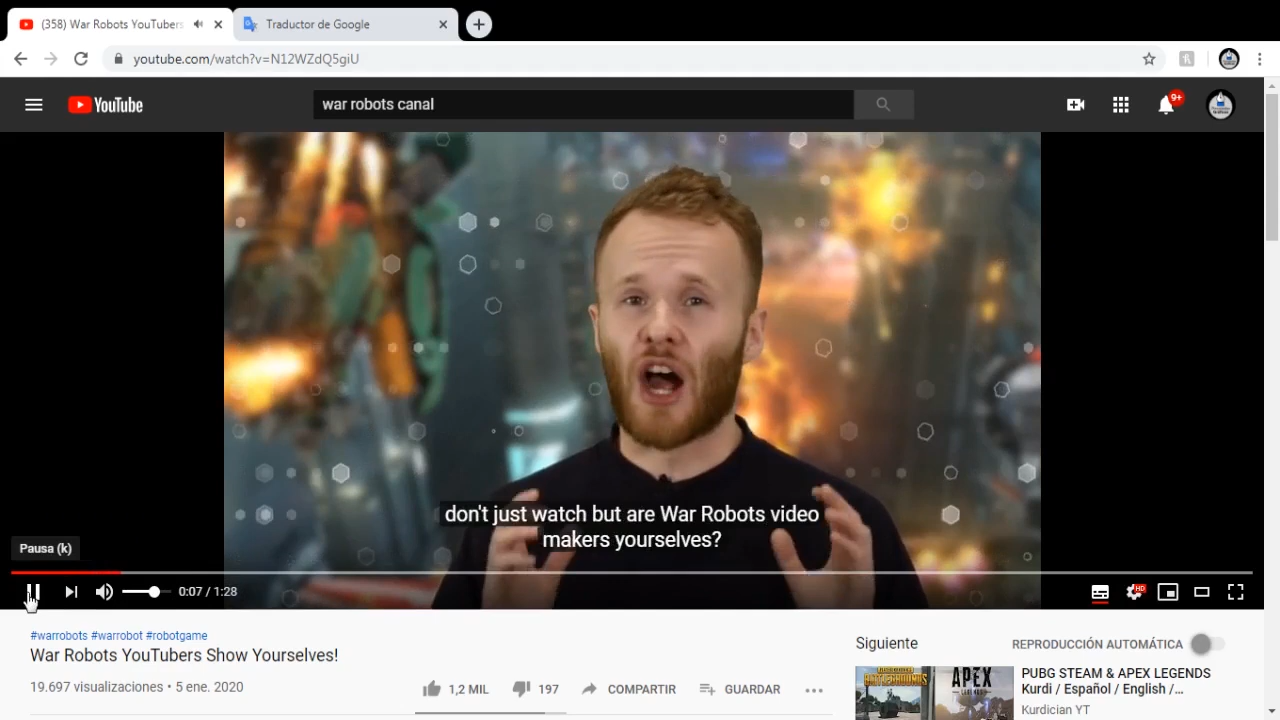 (358) War Robots YouTubers
Traductor de Google
youtube.com/watch?v=N12WZdQ5giU
YouTube
war robots canal
9+
don't just watch but are War Robots video
makers yourselves?
Pausa (k)
0:07 / 1:28
HD
#warrobots #warrobot #robotgame
War Robots YouTubers Show Yourselves!
19.697 visualizaciones • 5 ene. 2020
1,2 MIL
197
COMPARTIR
GUARDAR
Siguiente
REPRODUCCIÓN AUTOMÁTICA
APEX
PUBG STEAM & APEX LEGENDS
Kurdi / Español / English /...
Kurdician YT